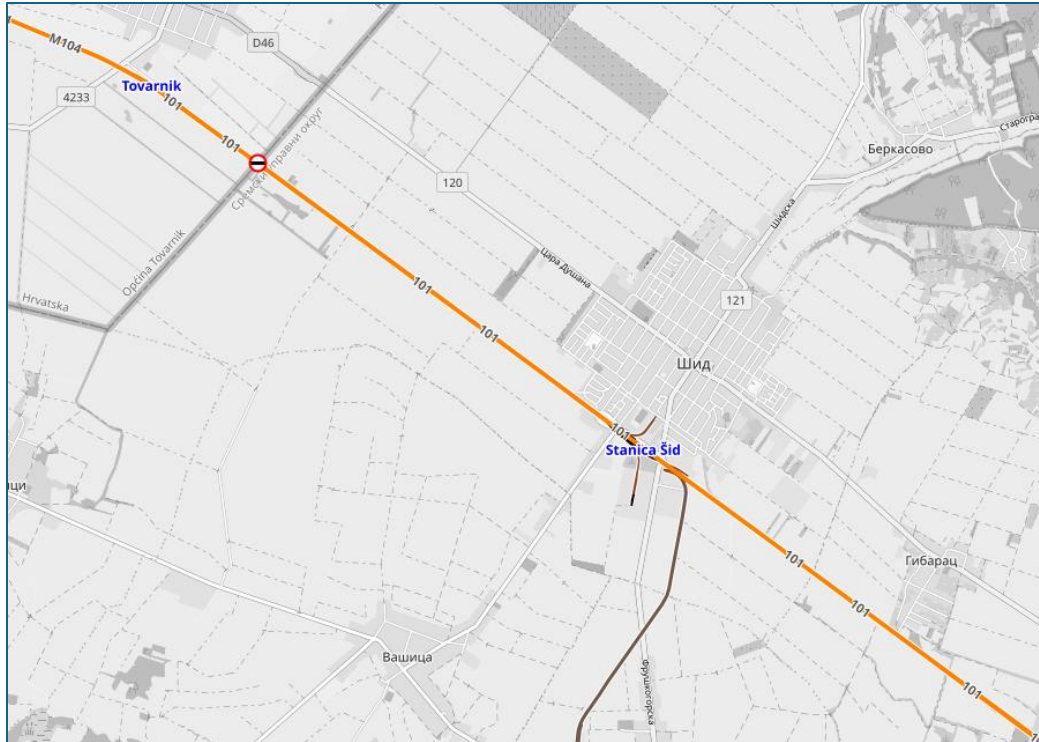 M104
D46
Tovarnik
4233
101
101
Сремски управни округ
Općina Tovarnik
Hrvatska
120
Цара Душана
Шидска
Беркасово
101
101
121
Шид
101
Stanica Šid
ци
Вашица
Фрушкогорска
101
Гибарац
101
101